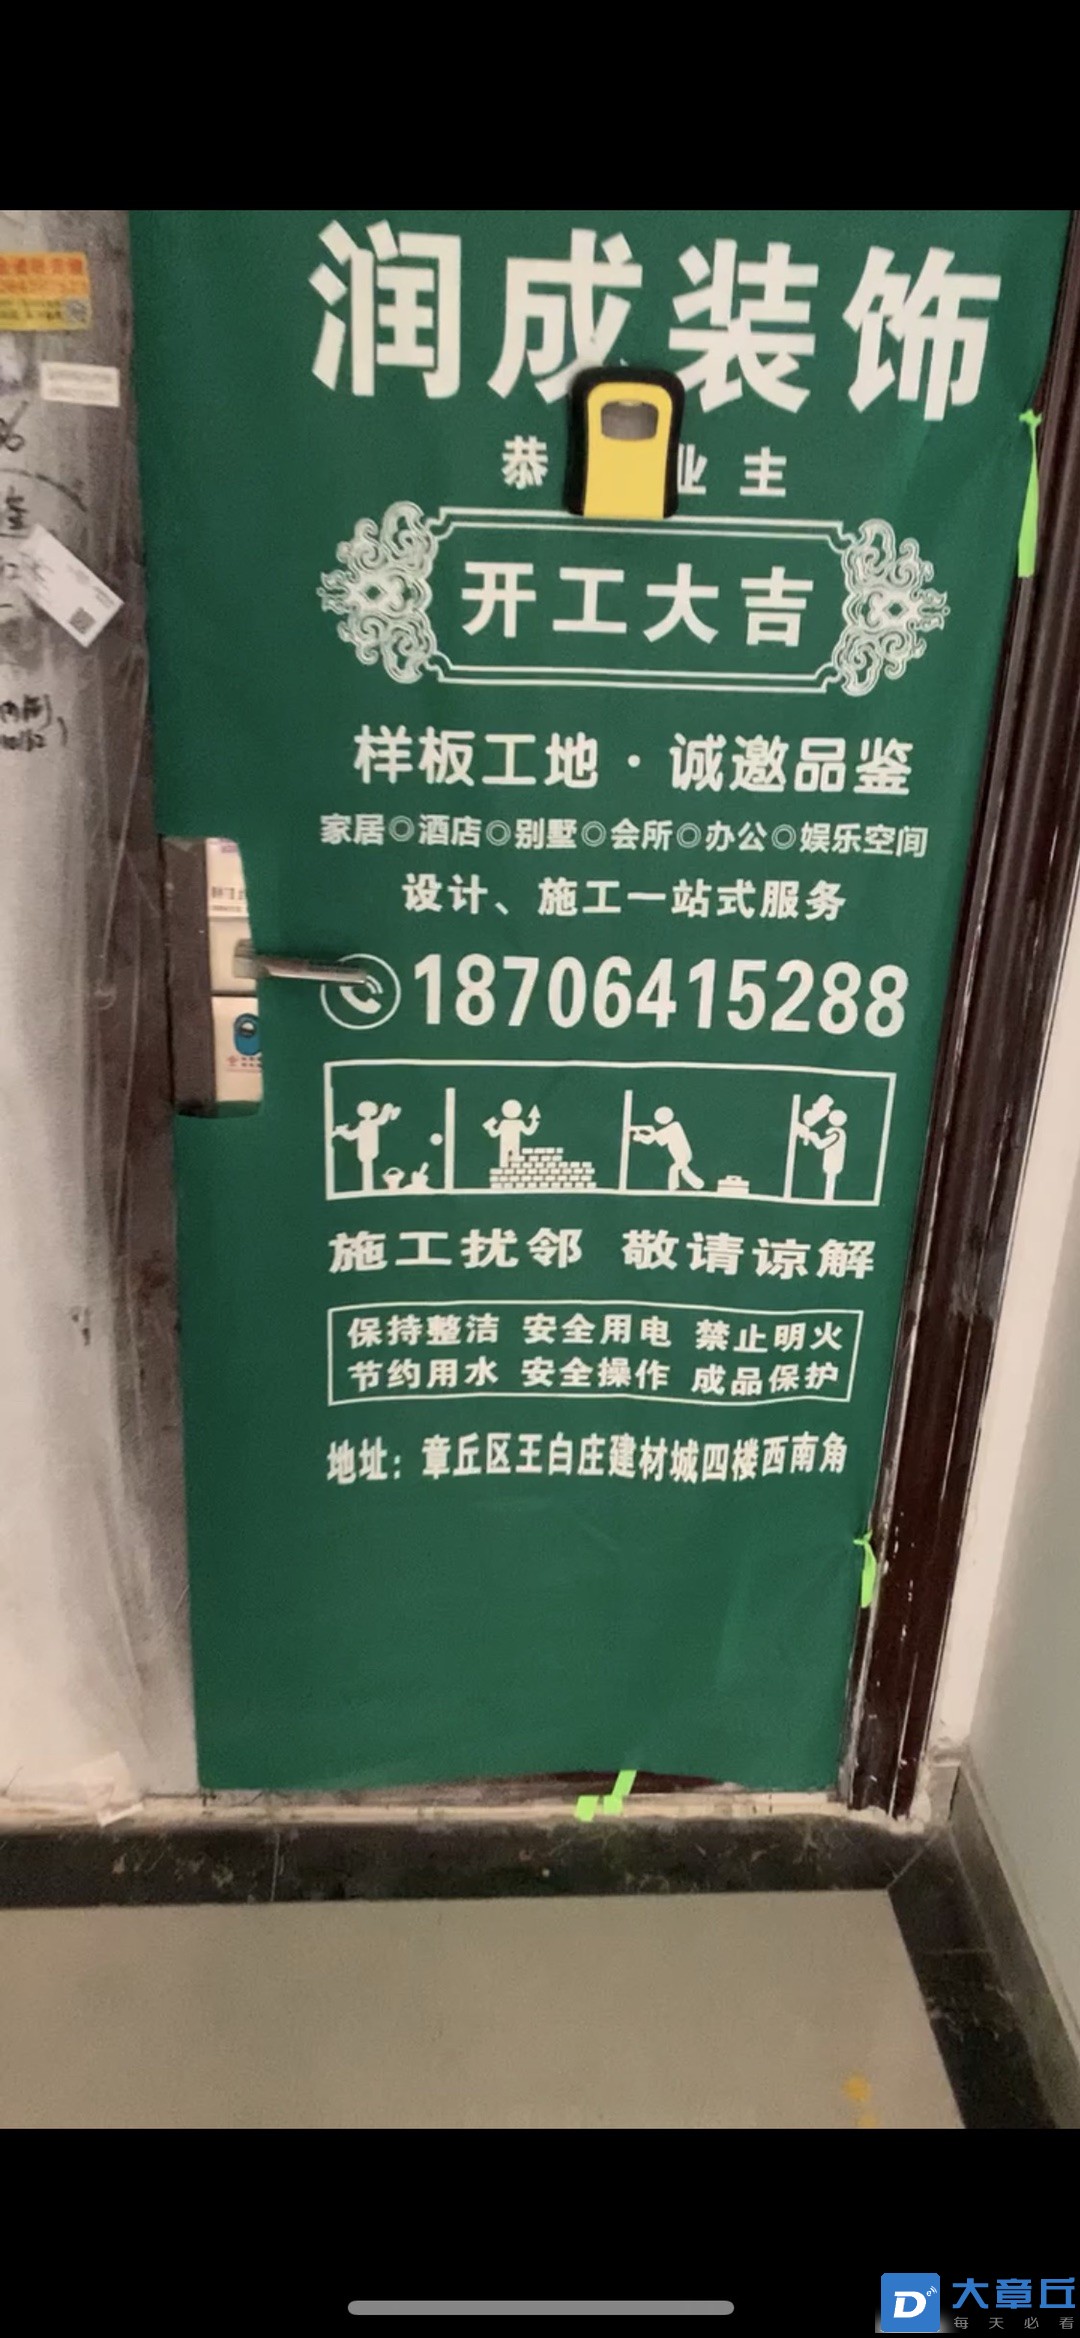 润成装饰
恭 业主
开工大吉
样板工地·诚邀品鉴
家居◎酒店◎别墅◎会所◎办公◎娱乐空间
设计、施工一站式服务
18706415288
施工扰邻 敬请谅解
保持整洁 安全用电 禁止明火
节约用水 安全操作 成品保护
地址：章丘区王白庄建材城四楼西南角
D
大章丘
每天必看